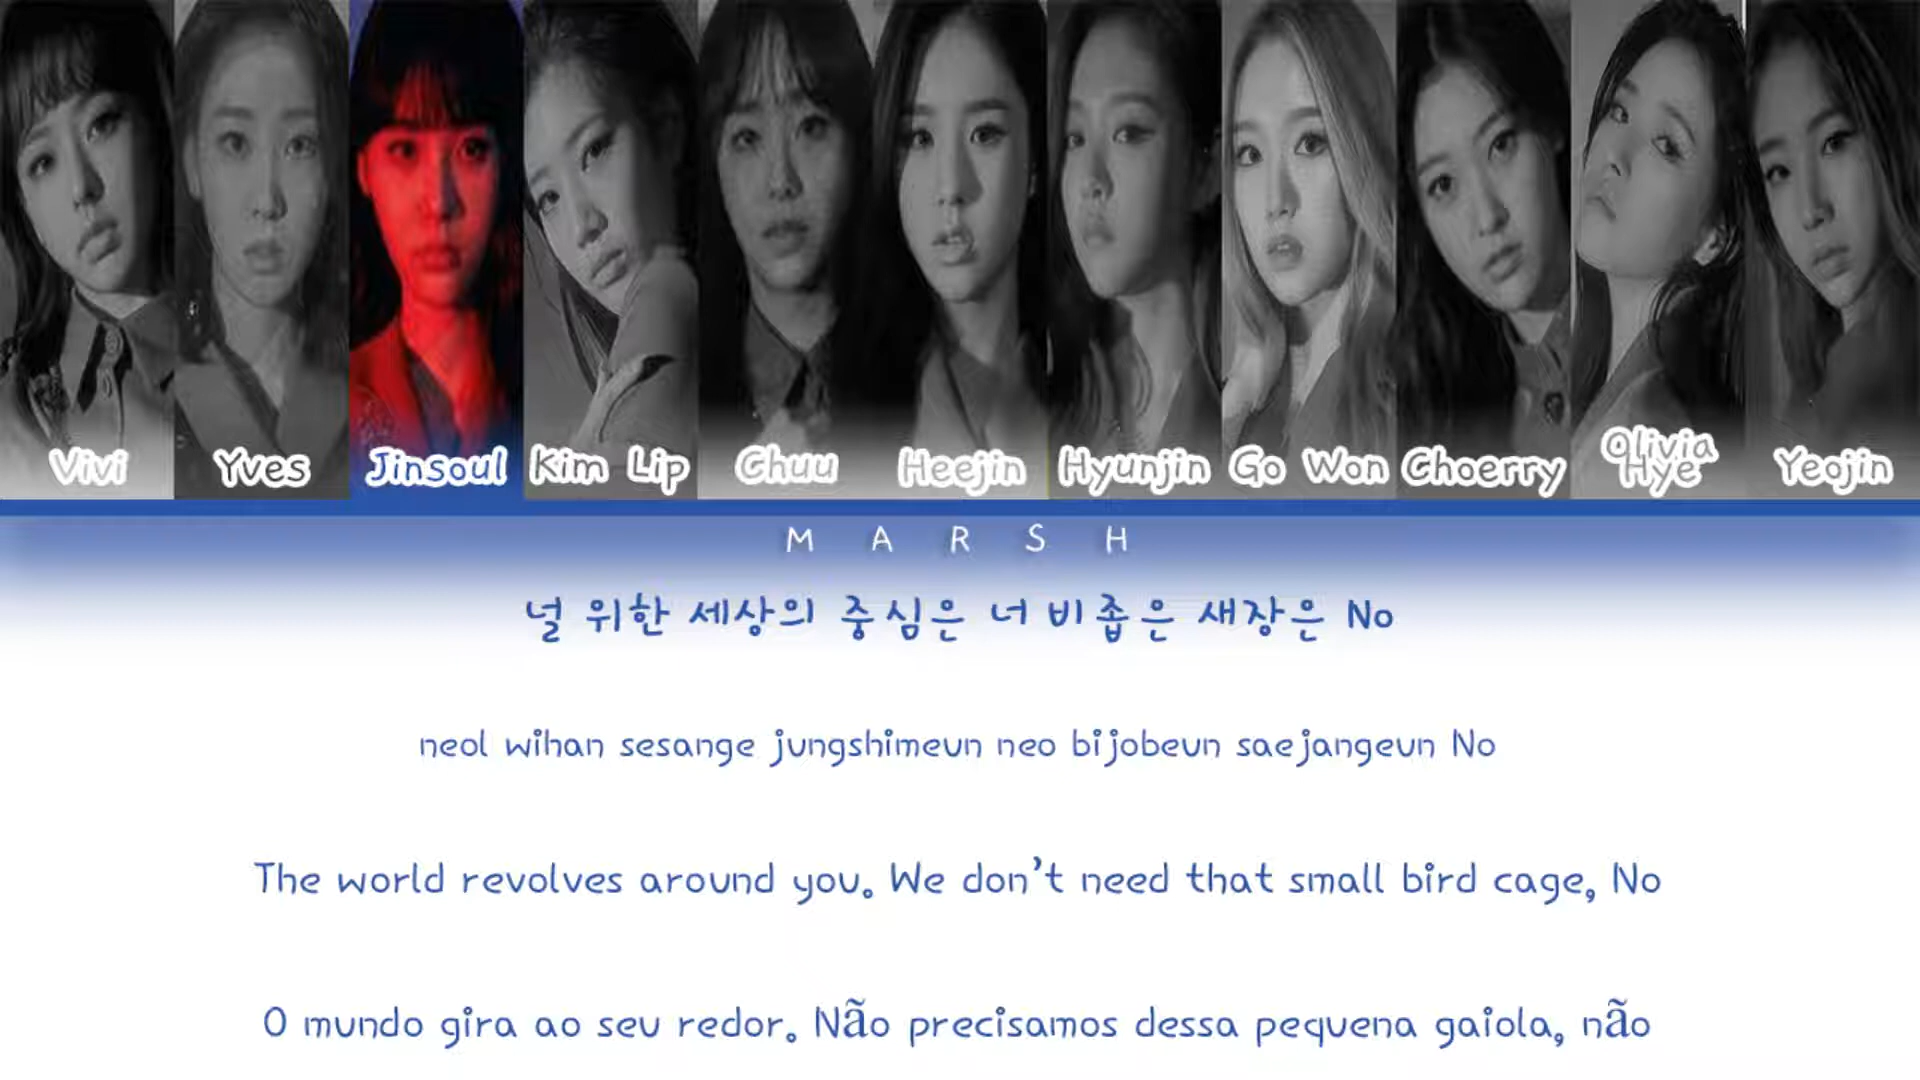 Vivi Yves Jinsoul Kim Lip Chuu Heejin Hyunjin Go Won Choerry Olivia Hye Yeojin
M A R S H
널 위한 세상의 중심은 너 비좁은 새장은 No
neol wihan sesange jungshimeun neo bijobeun saejangeun No
The world revolves around you. We don't need that small bird cage, No
O mundo gira ao seu redor. Não precisamos dessa pequena gaiola, não